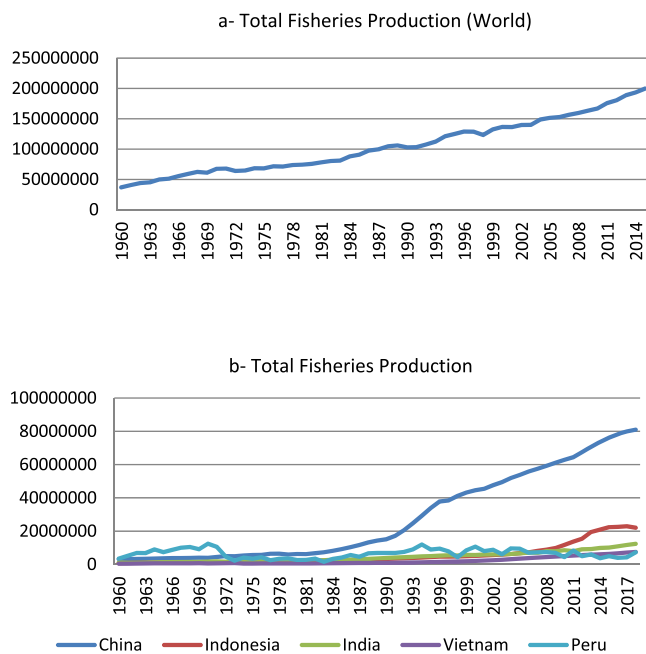 a- Total Fisheries Production (World)
250000000
200000000
150000000
100000000
50000000
0
1960 1963 1966 1969 1972 1975 1978 1981 1984 1987 1990 1993 1996 1999 2002 2005 2008 2011 2014
b- Total Fisheries Production
100000000
80000000
60000000
40000000
20000000
0
1960 1963 1966 1969 1972 1975 1978 1981 1984 1987 1990 1993 1996 1999 2002 2005 2008 2011 2014 2017
China Indonesia India Vietnam Peru